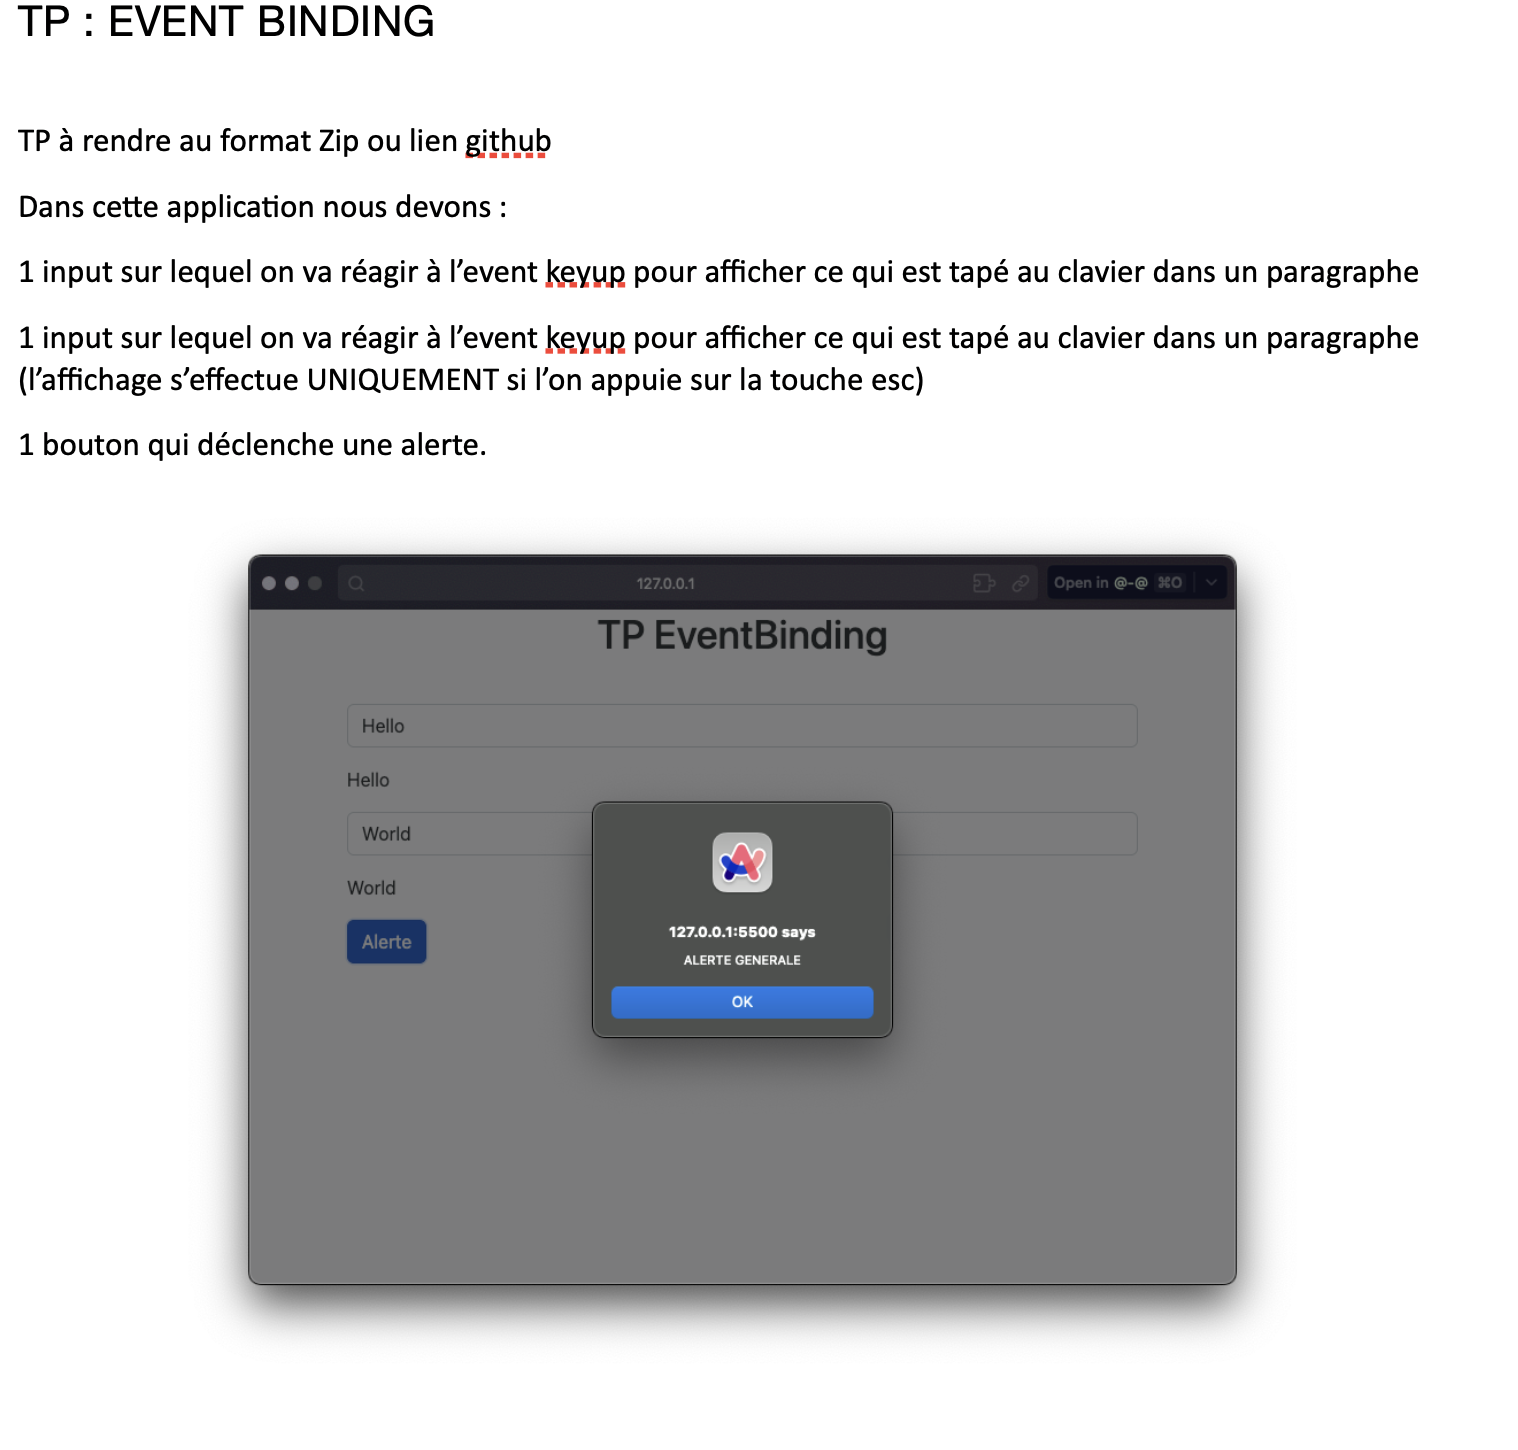 TP : EVENT BINDING
TP à rendre au format Zip ou lien github
Dans cette application nous devons :
1 input sur lequel on va réagir à l’event keyup pour afficher ce qui est tapé au clavier dans un paragraphe
1 input sur lequel on va réagir à l’event keyup pour afficher ce qui est tapé au clavier dans un paragraphe
(l’affichage s’effectue UNIQUEMENT si l’on appuie sur la touche esc)
1 bouton qui déclenche une alerte.
127.0.0.1
Open in @-@ ⌘O
TP EventBinding
Hello
Hello
World
World
Alerte
127.0.0.1:5500 says
ALERTE GENERALE
OK